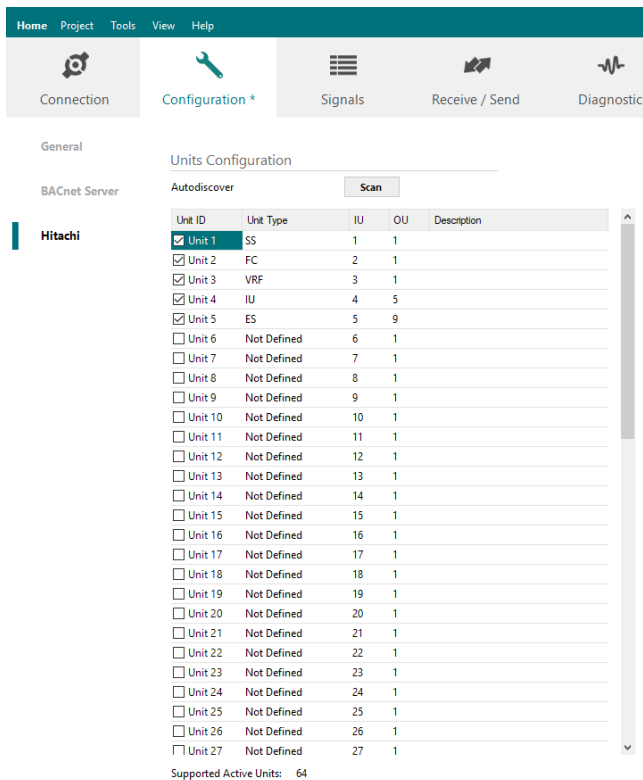 Home Project Tools View Help
Connection Configuration * Signals Receive / Send Diagnostic
General
BACnet Server
Hitachi
Units Configuration
Autodiscover Scan
Unit ID Unit Type IU OU Description
Unit 1 SS 1 1
Unit 2 FC 2 1
Unit 3 VRF 3 1
Unit 4 IU 4 5
Unit 5 ES 5 9
Unit 6 Not Defined 6 1
Unit 7 Not Defined 7 1
Unit 8 Not Defined 8 1
Unit 9 Not Defined 9 1
Unit 10 Not Defined 10 1
Unit 11 Not Defined 11 1
Unit 12 Not Defined 12 1
Unit 13 Not Defined 13 1
Unit 14 Not Defined 14 1
Unit 15 Not Defined 15 1
Unit 16 Not Defined 16 1
Unit 17 Not Defined 17 1
Unit 18 Not Defined 18 1
Unit 19 Not Defined 19 1
Unit 20 Not Defined 20 1
Unit 21 Not Defined 21 1
Unit 22 Not Defined 22 1
Unit 23 Not Defined 23 1
Unit 24 Not Defined 24 1
Unit 25 Not Defined 25 1
Unit 26 Not Defined 26 1
Unit 27 Not Defined 27 1
Supported Active Units: 64